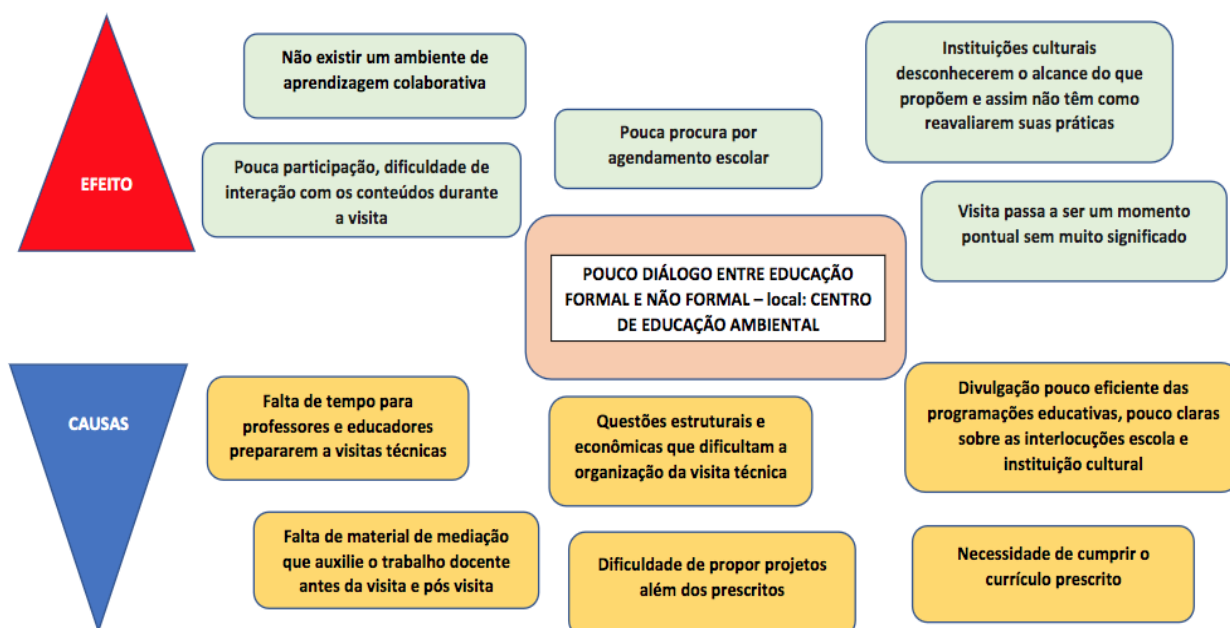 Não existir um ambiente de
aprendizagem colaborativa
Instituições culturais
desconhecerem o alcance do que
propõem e assim não têm como
reavaliarem suas práticas
Pouca procura por
agendamento escolar
EFEITO
Pouca participação, dificuldade de
interação com os conteúdos durante
a visita
Visita passa a ser um momento
pontual sem muito significado
POUCO DIÁLOGO ENTRE EDUCAÇÃO
FORMAL E NÃO FORMAL – local: CENTRO
DE EDUCAÇÃO AMBIENTAL
CAUSAS
Falta de tempo para
professores e educadores
prepararem a visitas técnicas
Questões estruturais e
econômicas que dificultam a
organização da visita técnica
Divulgação pouco eficiente das
programações educativas, pouco claras
sobre as interlocuções escola e
instituição cultural
Falta de material de mediação
que auxilie o trabalho docente
antes da visita e pós visita
Dificuldade de propor projetos
além dos prescritos
Necessidade de cumprir o
currículo prescrito